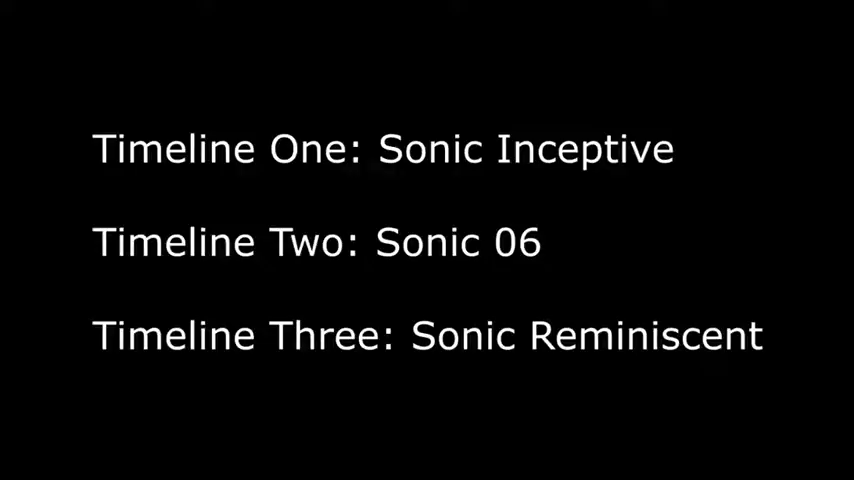 Timeline One: Sonic Inceptive
Timeline Two: Sonic 06
Timeline Three: Sonic Reminiscent